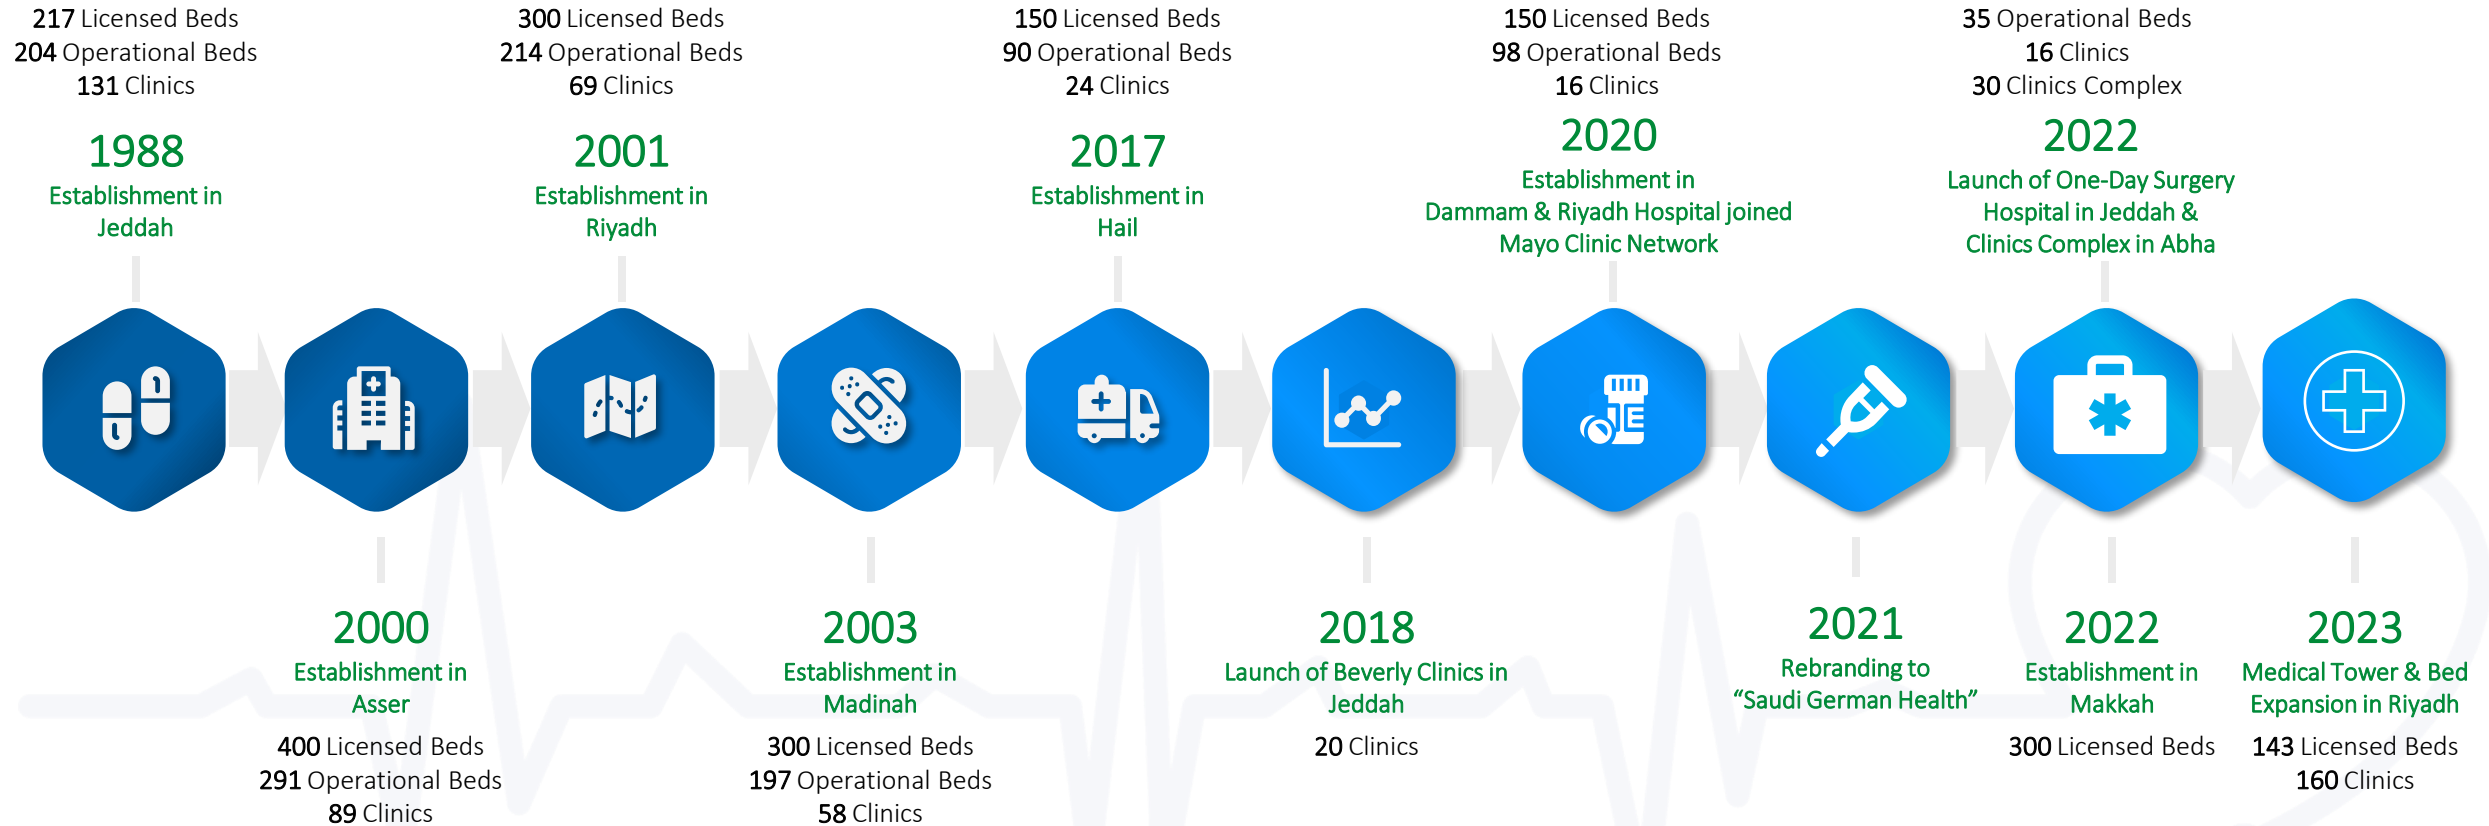 217 Licensed Beds
204 Operational Beds
131 Clinics
1988
Establishment in
Jeddah
2000
Establishment in
Asser
400 Licensed Beds
291 Operational Beds
89 Clinics
300 Licensed Beds
214 Operational Beds
69 Clinics
2001
Establishment in
Riyadh
2003
Establishment in
Madinah
300 Licensed Beds
197 Operational Beds
58 Clinics
150 Licensed Beds
90 Operational Beds
24 Clinics
2017
Establishment in
Hail
2018
Launch of Beverly Clinics in
Jeddah
20 Clinics
150 Licensed Beds
98 Operational Beds
16 Clinics
2020
Establishment in
Dammam & Riyadh Hospital joined
Mayo Clinic Network
2021
Rebranding to
“Saudi German Health”
35 Operational Beds
16 Clinics
30 Clinics Complex
2022
Launch of One-Day Surgery
Hospital in Jeddah &
Clinics Complex in Abha
2022
Establishment in
Makkah
300 Licensed Beds
2023
Medical Tower & Bed
Expansion in Riyadh
143 Licensed Beds
160 Clinics